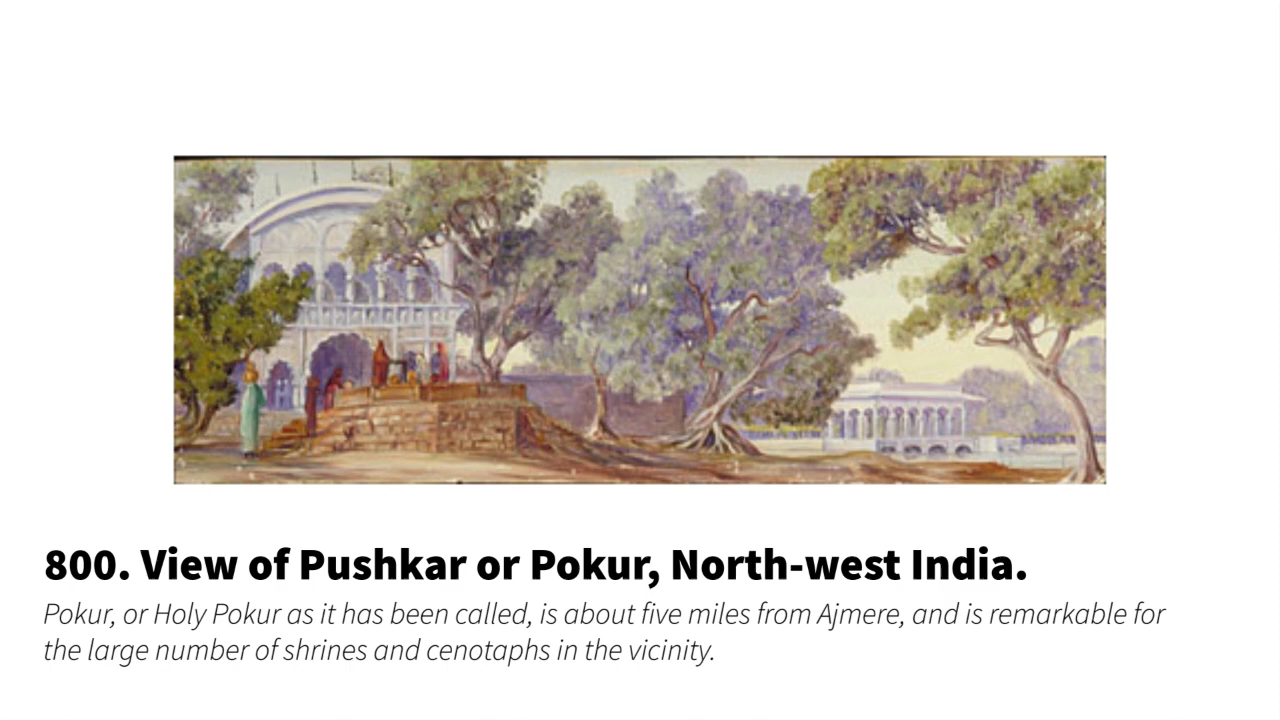 800. View of Pushkar or Pokur, North-west India.
Pokur, or Holy Pokur as it has been called, is about five miles from Ajmere, and is remarkable for
the large number of shrines and cenotaphs in the vicinity.